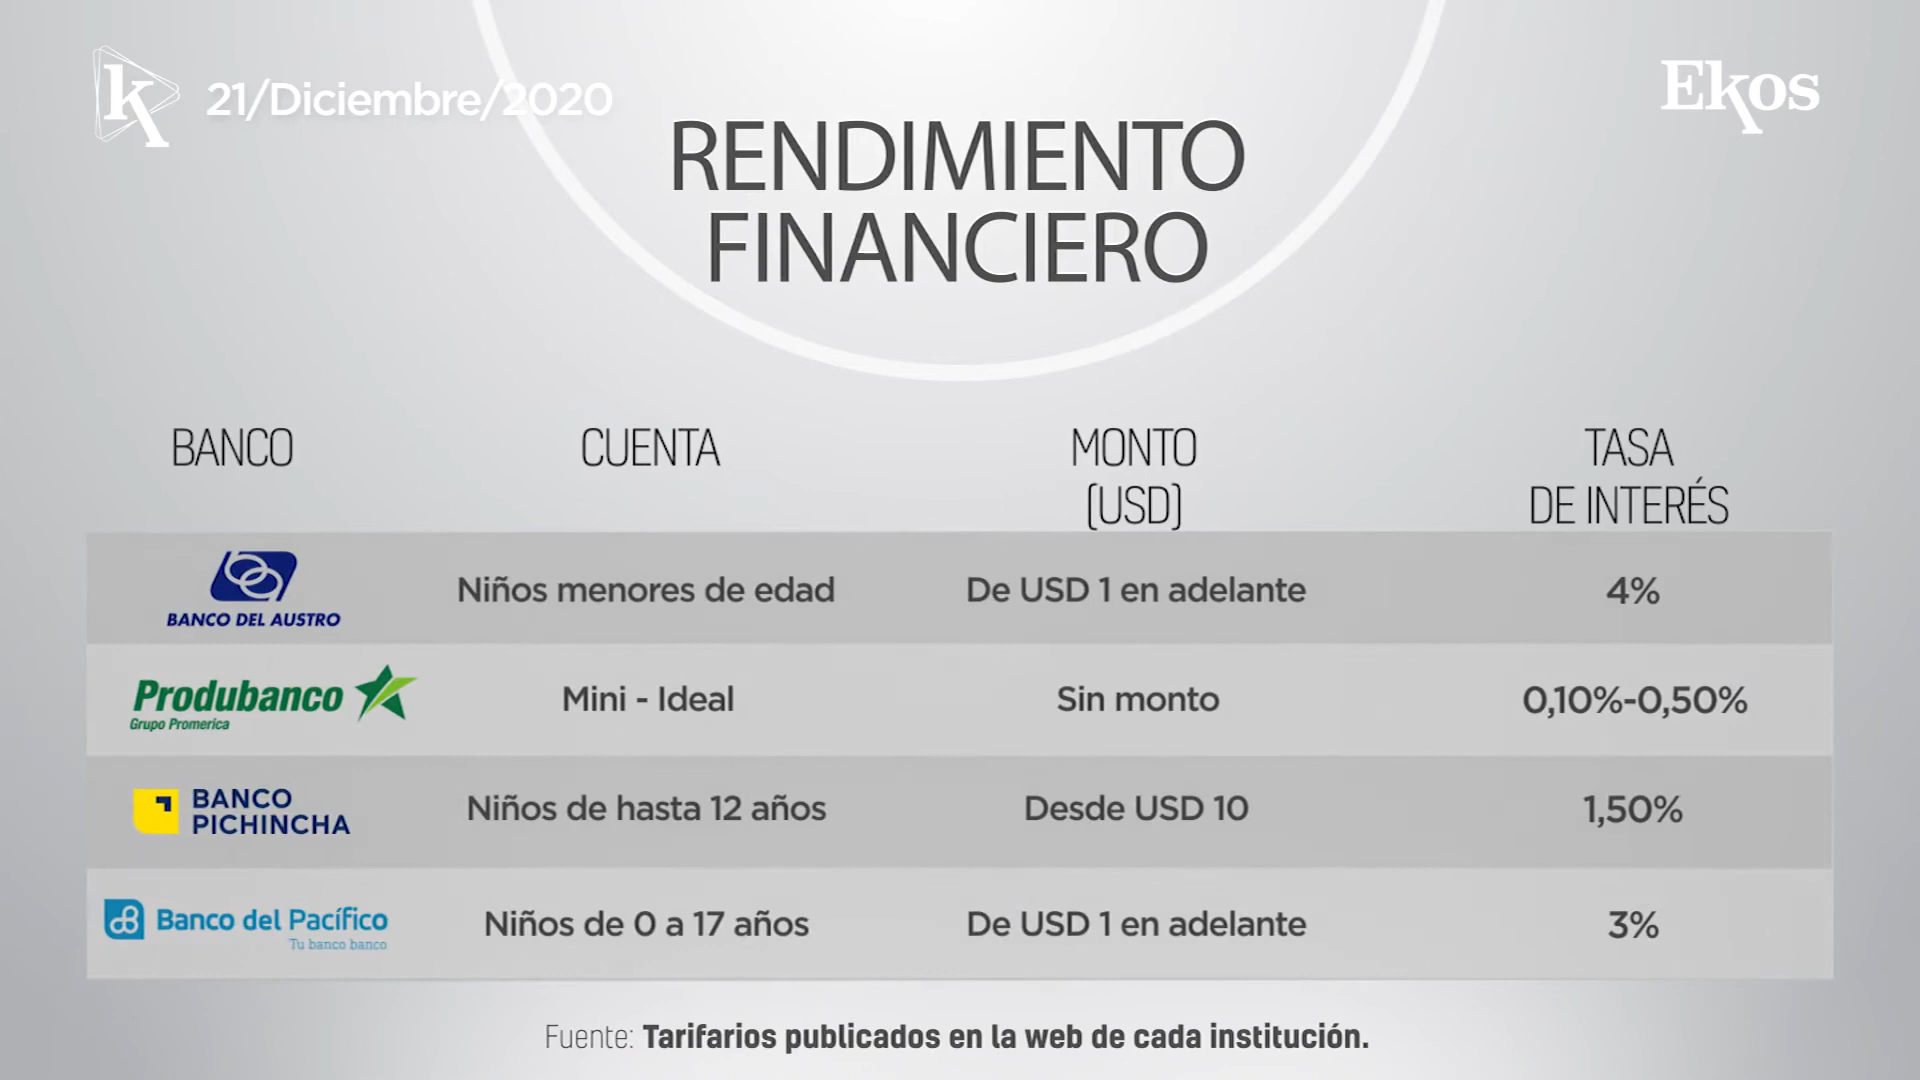 k 21/Diciembre/2020
Ekos
RENDIMIENTO
FINANCIERO
BANCO CUENTA MONTO TASA
(USD) DE INTERÉS
BANCO DEL AUSTRO Niños menores de edad De USD 1 en adelante 4%
Produbanco Mini - Ideal Sin monto 0,10%-0,50%
Grupo Promerica
BANCO
PICHINCHA Niños de hasta 12 años Desde USD 10 1,50%
Banco del Pacífico Niños de 0 a 17 años De USD 1 en adelante 3%
Tu banco banco
Fuente: Tarifarios publicados en la web de cada institución.